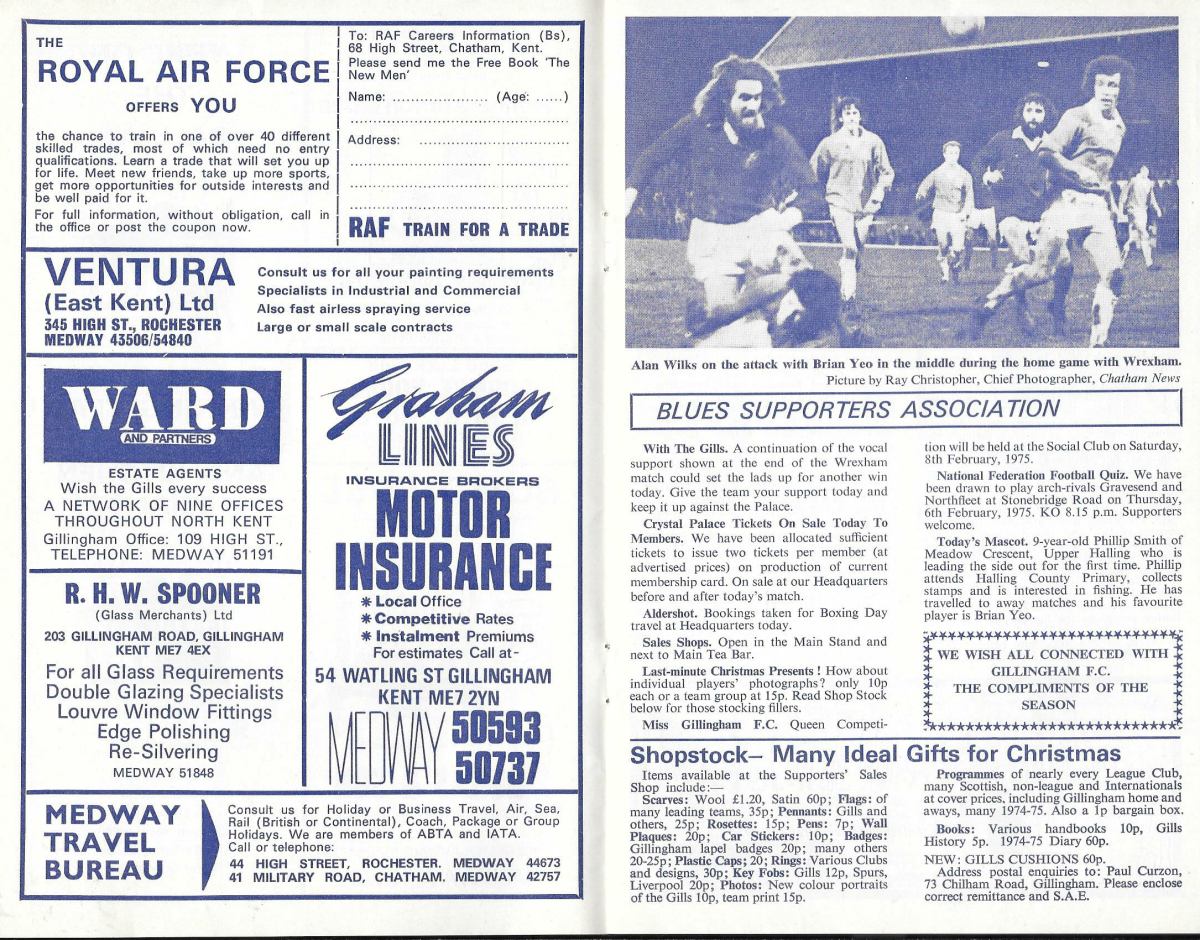 THE
ROYAL AIR FORCE
OFFERS YOU
the chance to train in one of over 40 different
skilled trades, most of which need no entry
qualifications. Learn a trade that will set you up
for life. Meet new friends, take up more sports,
get more opportunities for outside interests and
be well paid for it.
For full information, without obligation, call in
the office or post the coupon now.
To: RAF Careers Information (Bs),
68 High Street, Chatham, Kent.
Please send me the Free Book 'The
New Men'
Name: ..................... (Age: ......)
Address:
RAF TRAIN FOR A TRADE
VENTURA
(East Kent) Ltd
345 HIGH ST., ROCHESTER
MEDWAY 43506/54840
Consult us for all your painting requirements
Specialists in Industrial and Commercial
Also fast airless spraying service
Large or small scale contracts
WARD
AND PARTNERS
ESTATE AGENTS
Wish the Gills every success
A NETWORK OF NINE OFFICES
THROUGHOUT NORTH KENT
Gillingham Office: 109 HIGH ST.,
TELEPHONE: MEDWAY 51191
R. H. W. SPOONER
(Glass Merchants) Ltd
203 GILLINGHAM ROAD, GILLINGHAM
KENT ME7 4EX
For all Glass Requirements
Double Glazing Specialists
Louvre Window Fittings
Edge Polishing
Re-Silvering
MEDWAY 51848
Graham
LINES
INSURANCE BROKERS
MOTOR
INSURANCE
* Local Office
* Competitive Rates
* Instalment Premiums
For estimates Call at-
54 WATLING ST GILLINGHAM
KENT ME7 2YN
MEDWAY 50593
50737
MEDWAY
TRAVEL
BUREAU
Consult us for Holiday or Business Travel, Air, Sea,
Rail (British or Continental), Coach, Package or Group
Holidays. We are members of ABTA and IATA.
Call or telephone:
44 HIGH STREET, ROCHESTER. MEDWAY 44673
41 MILITARY ROAD, CHATHAM. MEDWAY 42757
Alan Wilks on the attack with Brian Yeo in the middle during the home game with Wrexham.
Picture by Ray Christopher, Chief Photographer, Chatham News
BLUES SUPPORTERS ASSOCIATION
With The Gills. A continuation of the vocal
support shown at the end of the Wrexham
match could set the lads up for another win
today. Give the team your support today and
keep it up against the Palace.
Crystal Palace Tickets On Sale Today To
Members. We have been allocated sufficient
tickets to issue two tickets per member (at
advertised prices) on production of current
membership card. On sale at our Headquarters
before and after today's match.
Aldershot. Bookings taken for Boxing Day
travel at Headquarters today.
Sales Shops. Open in the Main Stand and
next to Main Tea Bar.
Last-minute Christmas Presents! How about
individual players' photographs? only 10p
each or a team group at 15p. Read Shop Stock
below for those stocking fillers.
Miss Gillingham F.C. Queen Competi-
tion will be held at the Social Club on Saturday,
8th February, 1975.
National Federation Football Quiz. We have
been drawn to play arch-rivals Gravesend and
Northfleet at Stonebridge Road on Thursday,
6th February, 1975. KO 8.15 p.m. Supporters
welcome.
Today's Mascot. 9-year-old Phillip Smith of
Meadow Crescent, Upper Halling who is
leading the side out for the first time. Phillip
attends Halling County Primary, collects
stamps and is interested in fishing. He has
travelled to away matches and his favourite
player is Brian Yeo.
WE WISH ALL CONNECTED WITH
GILLINGHAM F.C.
THE COMPLIMENTS OF THE
SEASON
Shopstock— Many Ideal Gifts for Christmas
Items available at the Supporters' Sales
Shop include:—
Scarves: Wool £1.20, Satin 60p; Flags: of
many leading teams, 35p; Pennants: Gills and
others, 25p; Rosettes: 15p; Pens: 7p; Wall
Plaques: 20p; Car Stickers: 10p; Badges:
Gillingham lapel badges 20p; many others
20-25p; Plastic Caps; 20; Rings: Various Clubs
and designs, 30p; Key Fobs: Gills 12p, Spurs,
Liverpool 20p; Photos: New colour portraits
of the Gills 10p, team print 15p.
Programmes of nearly every League Club,
many Scottish, non-league and Internationals
at cover prices, including Gillingham home and
aways, many 1974-75. Also a 1p bargain box.
Books: Various handbooks 10p, Gills
History 5p. 1974-75 Diary 60p.
NEW: GILLS CUSHIONS 60p.
Address postal enquiries to: Paul Curzon,
73 Chilham Road, Gillingham. Please enclose
correct remittance and S.A.E.